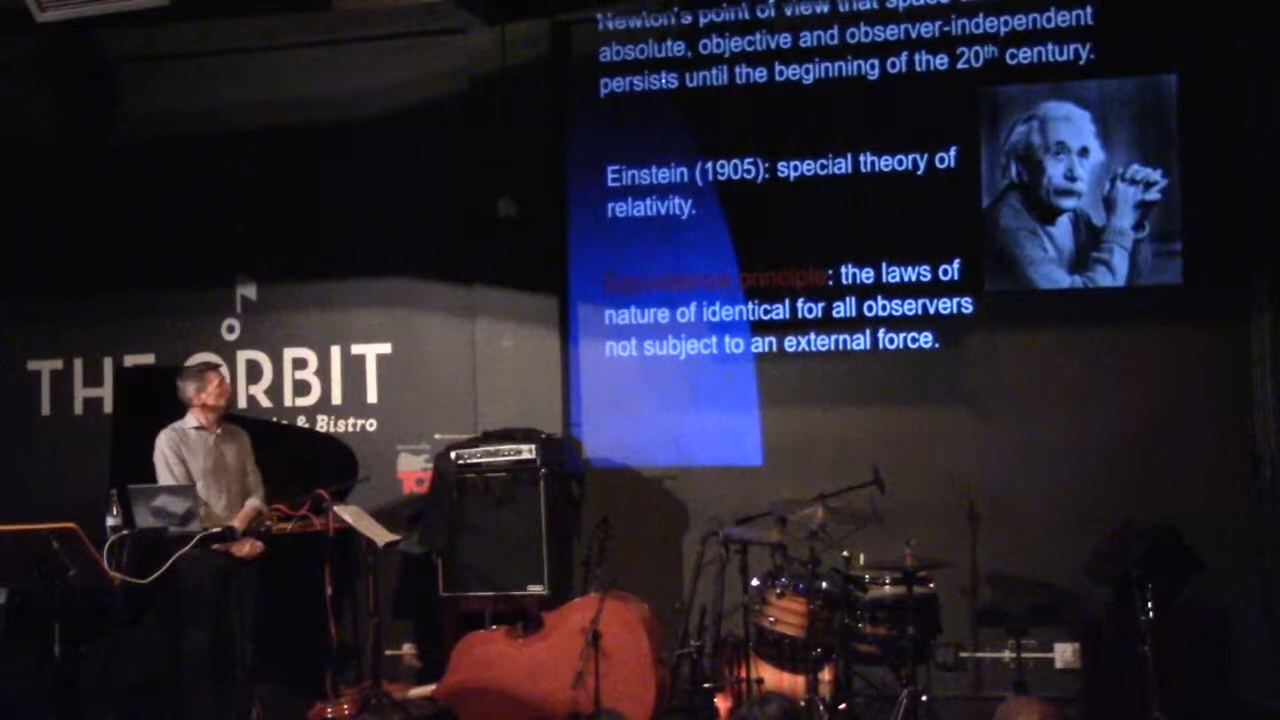 Newton's point of view that space
absolute, objective and observer-independent
persists until the beginning of the 20th century.
Einstein (1905): special theory of
relativity.
principle: the laws of
nature of identical for all observers
not subject to an external force.
THE ORBIT
& Bistro